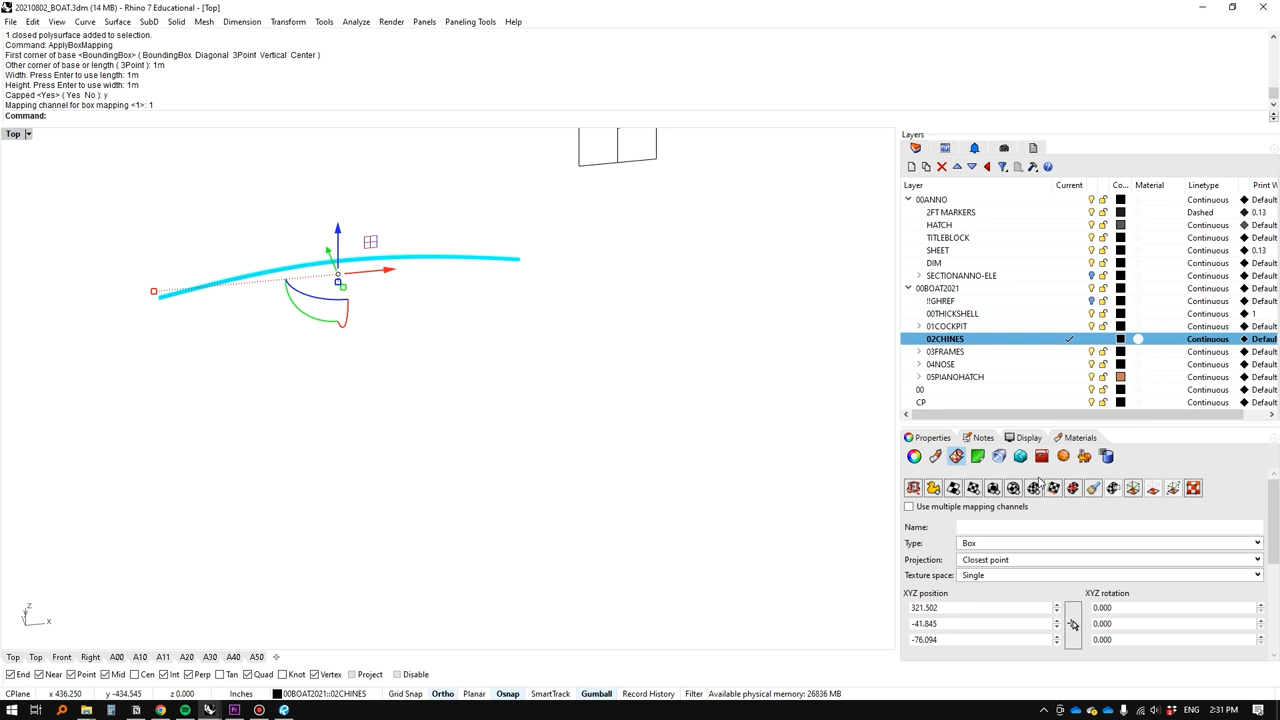 20210802_BOAT.3dm (14 MB) - Rhino 7 Educational - [Top]
File Edit View Curve Surface SubD Solid Mesh Dimension Transform Tools Analyze Render Panels Paneling Tools Help
1 closed polysurface added to selection.
Command: ApplyBoxMapping
First corner of base <BoundingBox> ( BoundingBox Diagonal 3Point Vertical Center )
Other corner of base or length ( 3Point ): 1m
Width. Press Enter to use length: 1m
Height. Press Enter to use width: 1m
Capped <Yes> ( Yes No ): y
Mapping channel for box mapping <1>: 1
Command:
Top
Layers
Layer Current Co... Material Linetype Print W
00ANNO Continuous Default
2FT MARKERS Dashed 0.13
HATCH Continuous Default
TITLEBLOCK Continuous Default
SHEET Continuous 0.13
DIM Continuous Default
SECTIONANNO-ELE Continuous Default
00BOAT2021 Continuous Default
!!GHREF Continuous Default
00THICKSHELL Continuous 1
01COCKPIT Continuous Default
02CHINES Continuous Default
03FRAMES Continuous Default
04NOSE Continuous Default
05PIANOHATCH Continuous Default
00 Continuous Default
CP Continuous Default
Properties Notes Display Materials
Use multiple mapping channels
Name:
Type: Box
Projection: Closest point
Texture space: Single
XYZ position XYZ rotation
321.502 0.000
-41.845 0.000
-76.094 0.000
z
x
Top Top Front Right A00 A10 A11 A20 A30 A40 A50
End Near Point Mid Cen Int Perp Tan Quad Knot Vertex Project Disable
CPlane x 436.250 y -434.545 z 0.000 Inches 00BOAT2021::02CHINES Grid Snap Ortho Planar Osnap SmartTrack Gumball Record History Filter Available physical memory: 26836 MB
ENG 2:31 PM